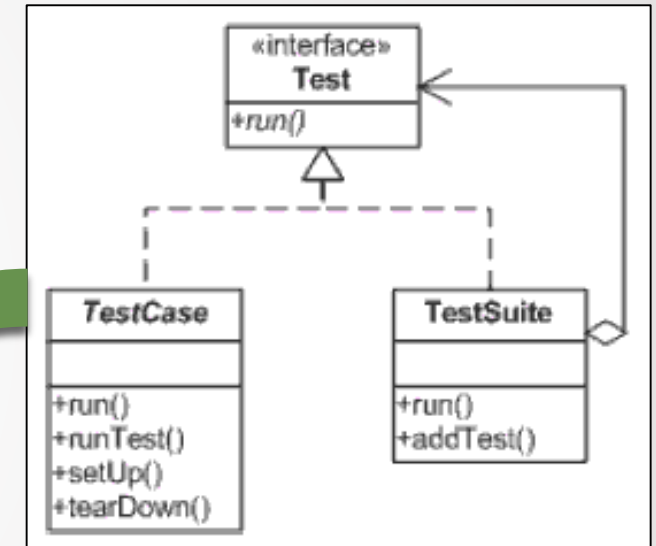 «interface»
Test
+run()
TestCase
+run()
+runTest()
+setUp()
+tearDown()
TestSuite
+run()
+addTest()